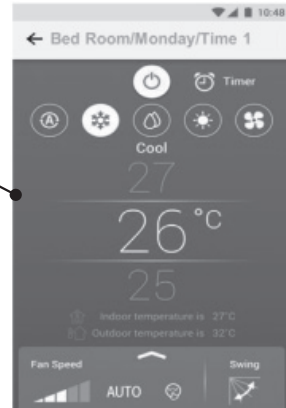 10:48
← Bed Room/Monday/Time 1
Timer
A
Cool
27
26°C
25
Indoor temperature is 27°C
Outdoor temperature is 32°C
Fan Speed
Swing
AUTO